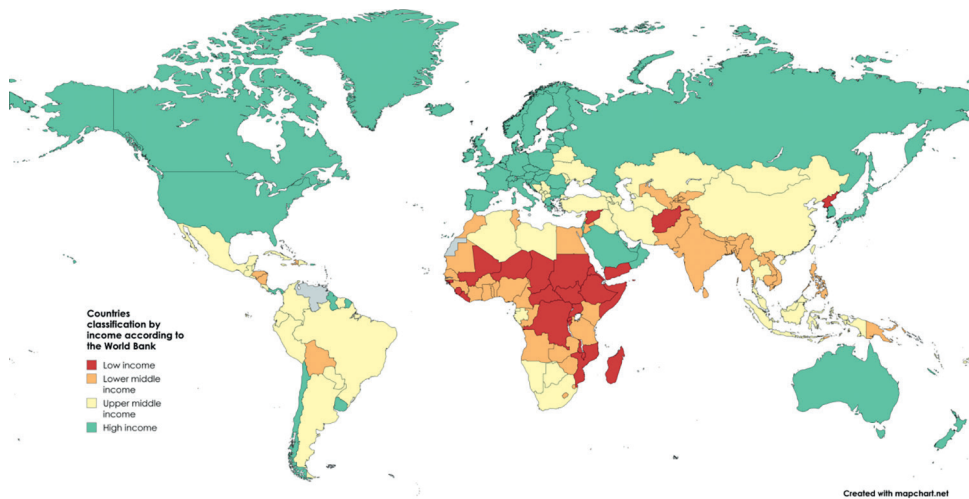 Countries
classification by
income according to
the World Bank
Low income
Lower middle
income
Upper middle
income
High income
Created with mapchart.net